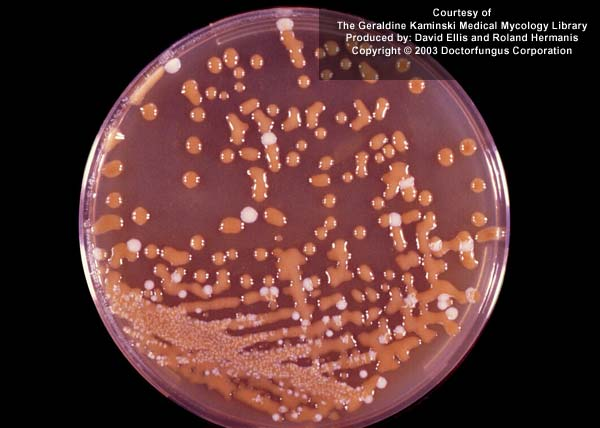 Courtesy of
The Geraldine Kaminski Medical Mycology Library
Produced by: David Ellis and Roland Hermanis
Copyright © 2003 Doctorfungus Corporation